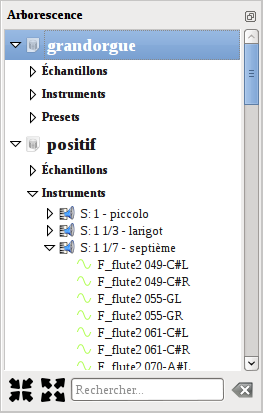 Arborescence
grandorgue
Échantillons
Instruments
Presets
positif
Échantillons
Instruments
S: 1 - piccolo
S: 1 1/3 - larigot
S: 1 1/7 - septième
F_flute2 049-C#L
F_flute2 049-C#R
F_flute2 055-GL
F_flute2 055-GR
F_flute2 061-C#L
F_flute2 061-C#R
F_flute2 070-A#L
Rechercher...